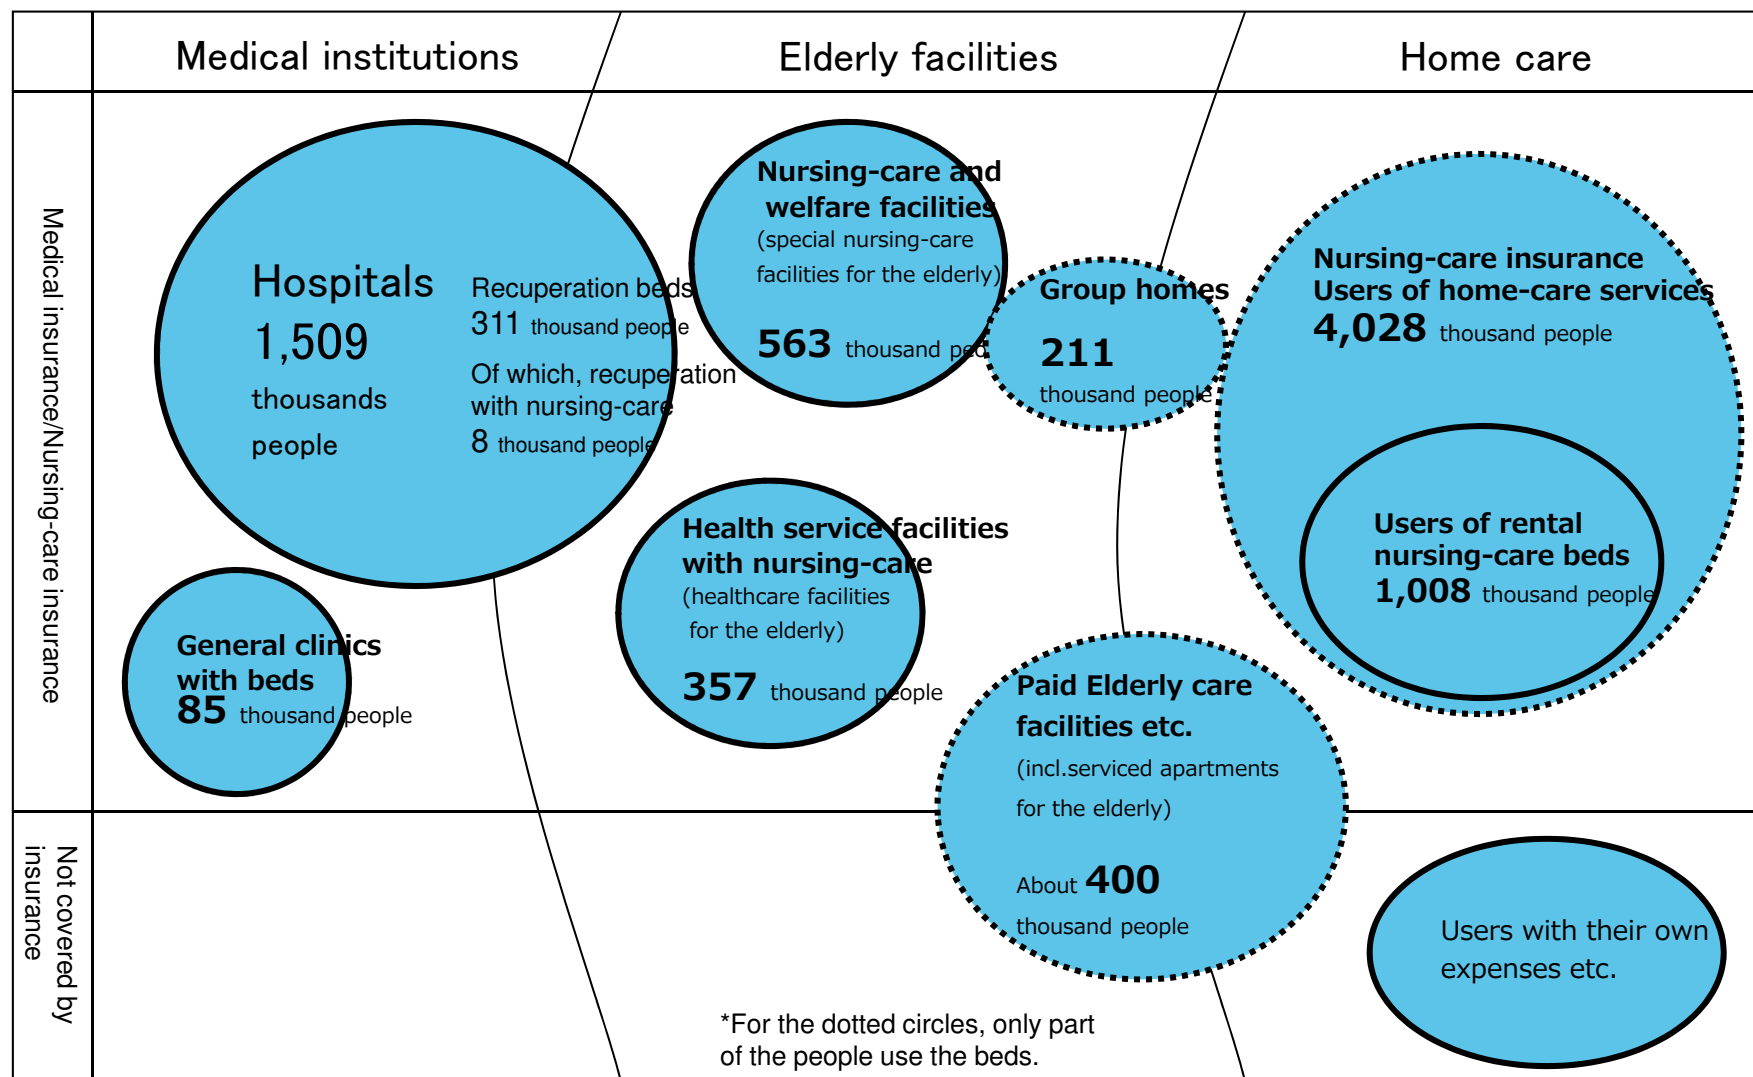 Medical institutions
Elderly facilities
Home care
Medical insurance/Nursing-care insurance
Hospitals
1,509
thousands
people
Recuperation beds
311 thousand people
Of which, recuperation
with nursing-care
8 thousand people
General clinics
with beds
85 thousand people
Nursing-care and
welfare facilities
(special nursing-care
facilities for the elderly)
563 thousand peo
Group homes
211
thousand people
Health service facilities
with nursing-care
(healthcare facilities
for the elderly)
357 thousand people
Paid Elderly care
facilities etc.
(incl.serviced apartments
for the elderly)
About 400
thousand people
Nursing-care insurance
Users of home-care services
4,028 thousand people
Users of rental
nursing-care beds
1,008 thousand people
Not covered by
insurance
Users with their own
expenses etc.
*For the dotted circles, only part
of the people use the beds.